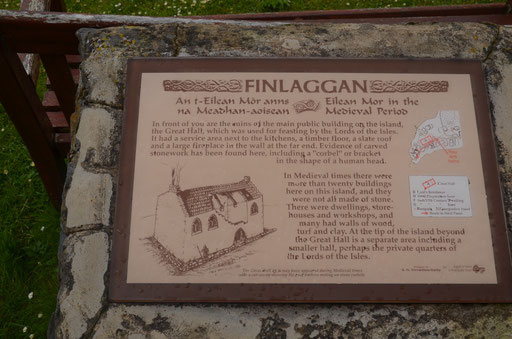 FINLAGGAN
An t-Eilean Mòr anns
na Meadhan-aoisean
Eilean Mor in the
Medieval Period
In front of you are the ruins of the main public building on the island,
the Great Hall, which was used for feasting by the Lords of the Isles.
It had a service area next to the kitchens, a timber floor, a slate roof
and a large fireplace in the wall at the far end. Evidence of carved
stonework has been found here, including a "corbel" or bracket
in the shape of a human head.
In Medieval times there were
more than twenty buildings
here on this island, and they
were not all made of stone.
There were dwellings, store-
houses and workshops, and
many had walls of wood,
turf and clay. At the tip of the island beyond
the Great Hall is a separate area including a
smaller hall, perhaps the private quarters of
the Lords of the Isles.